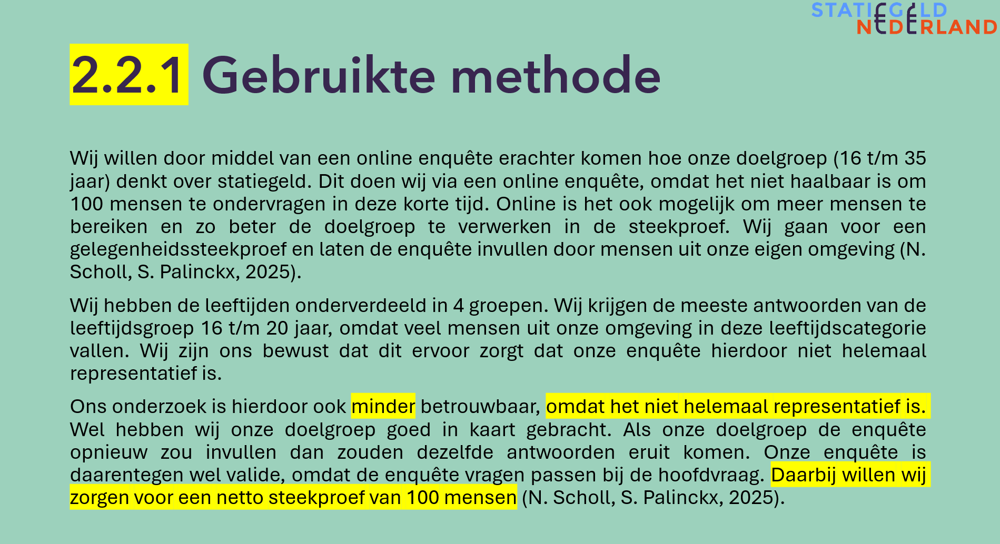 STATIEGELD
NEDERLAND
2.2.1 Gebruikte methode
Wij willen door middel van een online enquête erachter komen hoe onze doelgroep (16 t/m 35
jaar) denkt over statiegeld. Dit doen wij via een online enquête, omdat het niet haalbaar is om
100 mensen te ondervragen in deze korte tijd. Online is het ook mogelijk om meer mensen te
bereiken en zo beter de doelgroep te verwerken in de steekproef. Wij gaan voor een
gelegenheidssteekproef en laten de enquête invullen door mensen uit onze eigen omgeving (N.
Scholl, S. Palinckx, 2025).
Wij hebben de leeftijden onderverdeeld in 4 groepen. Wij krijgen de meeste antwoorden van de
leeftijdsgroep 16 t/m 20 jaar, omdat veel mensen uit onze omgeving in deze leeftijdscategorie
vallen. Wij zijn ons bewust dat dit ervoor zorgt dat onze enquête hierdoor niet helemaal
representatief is.
Ons onderzoek is hierdoor ook minder betrouwbaar, omdat het niet helemaal representatief is.
Wel hebben wij onze doelgroep goed in kaart gebracht. Als onze doelgroep de enquête
opnieuw zou invullen dan zouden dezelfde antwoorden eruit komen. Onze enquête is
daarentegen wel valide, omdat de enquête vragen passen bij de hoofdvraag. Daarbij willen wij
zorgen voor een netto steekproef van 100 mensen (N. Scholl, S. Palinckx, 2025).